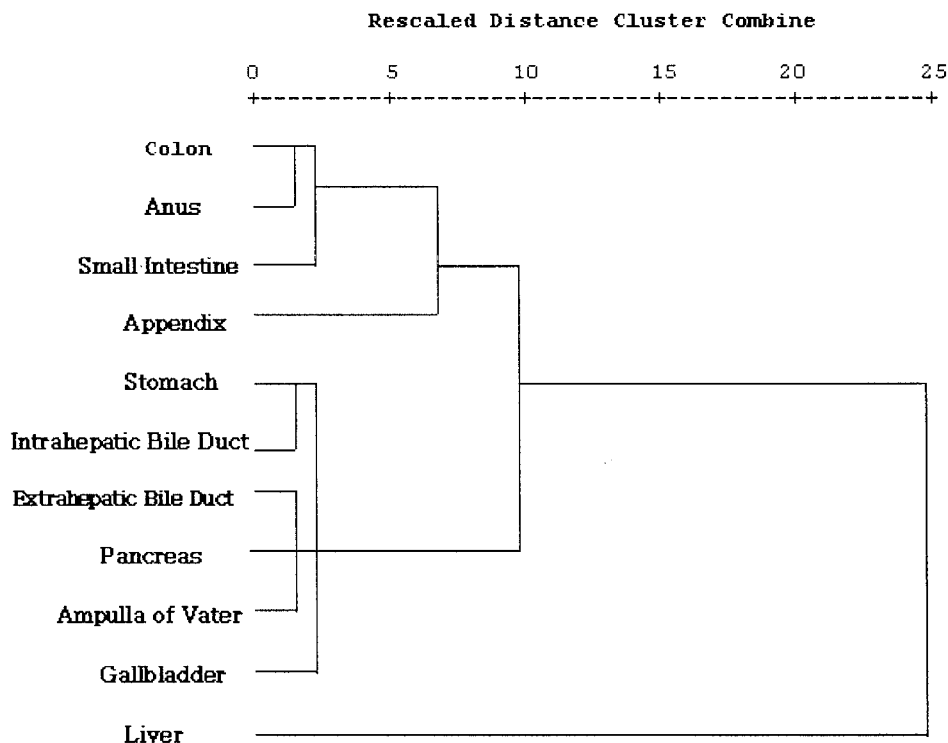 Rescaled Distance Cluster Combine
0 5 10 15 20 25
Colon
Anus
Small Intestine
Appendix
Stomach
Intrahepatic Bile Duct
Extrahepatic Bile Duct
Pancreas
Ampulla of Vater
Gallbladder
Liver